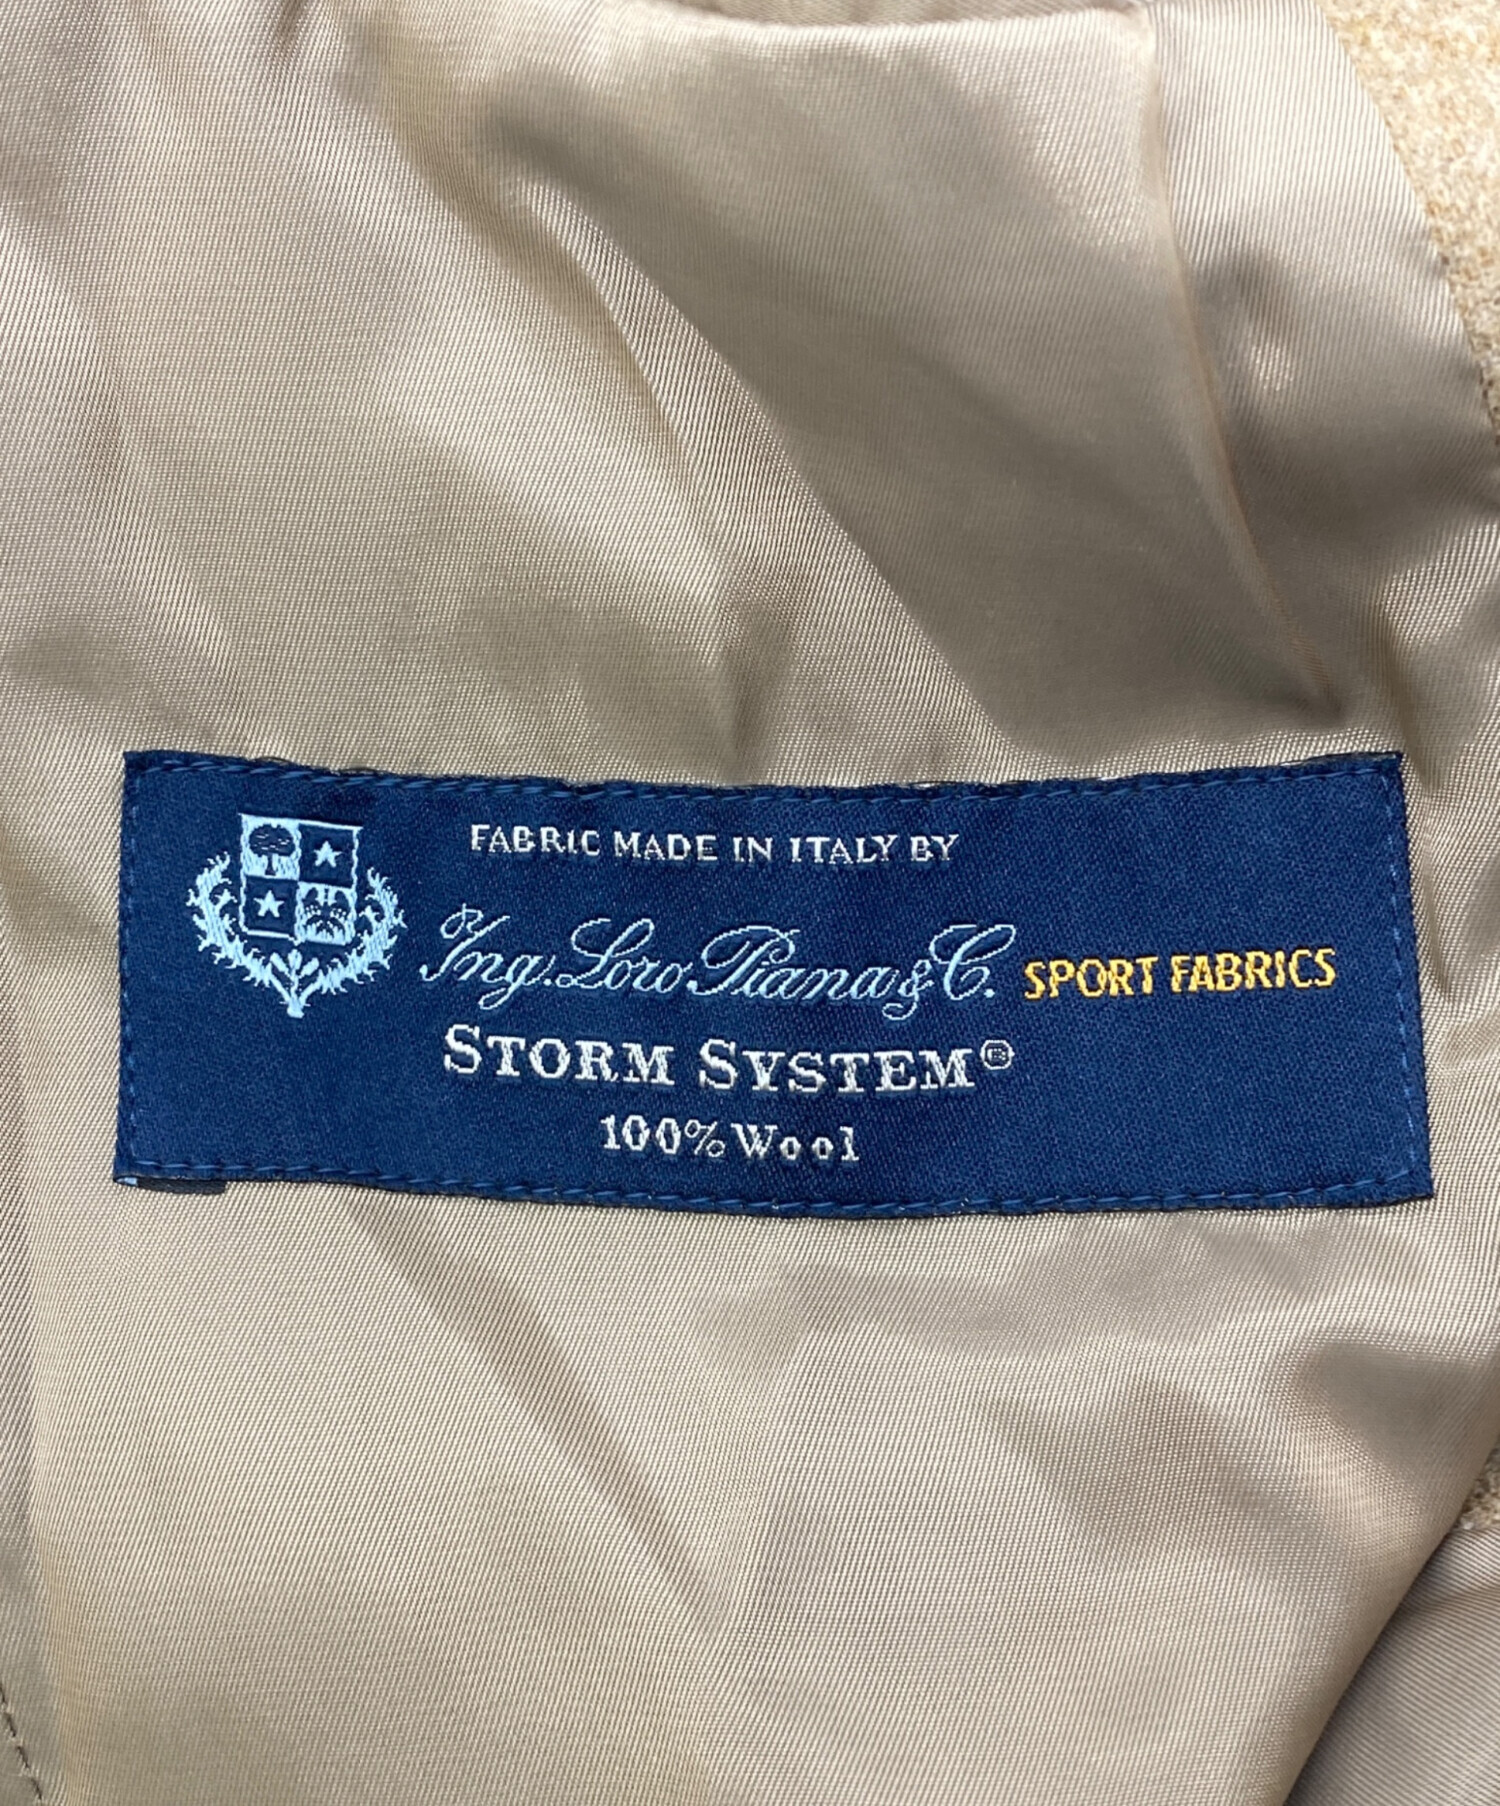 FABRIC MADE IN ITALY BY
Ing. Loro Piana & C. SPORT FABRICS
STORM SYSTEM®
100% Wool